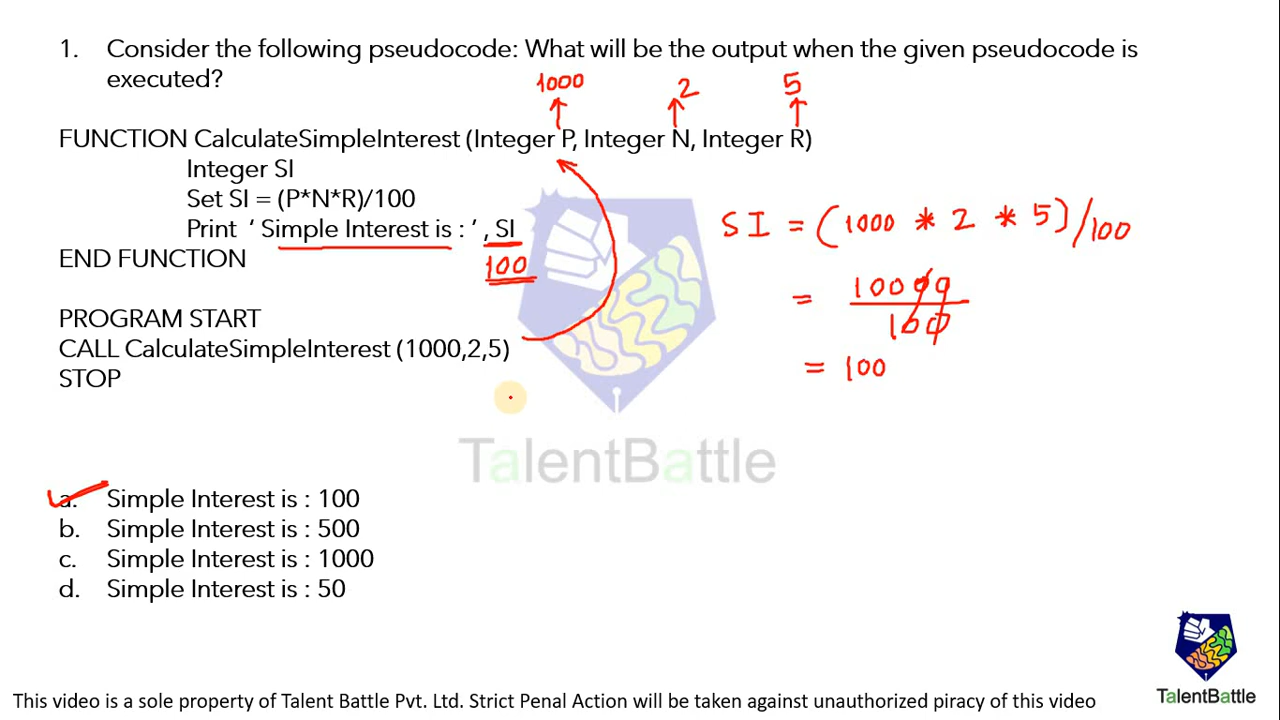 1. Consider the following pseudocode: What will be the output when the given pseudocode is
executed?
1000 2 5
FUNCTION CalculateSimpleInterest (Integer P, Integer N, Integer R)
Integer SI
Set SI = (P*N*R)/100
Print ‘ Simple Interest is : ’ , SI
100
END FUNCTION
SI = (1000 * 2 * 5)/100
= 10000
100
= 100
PROGRAM START
CALL CalculateSimpleInterest (1000,2,5)
STOP
TalentBattle
a. Simple Interest is : 100
b. Simple Interest is : 500
c. Simple Interest is : 1000
d. Simple Interest is : 50
TalentBattle
This video is a sole property of Talent Battle Pvt. Ltd. Strict Penal Action will be taken against unauthorized piracy of this video